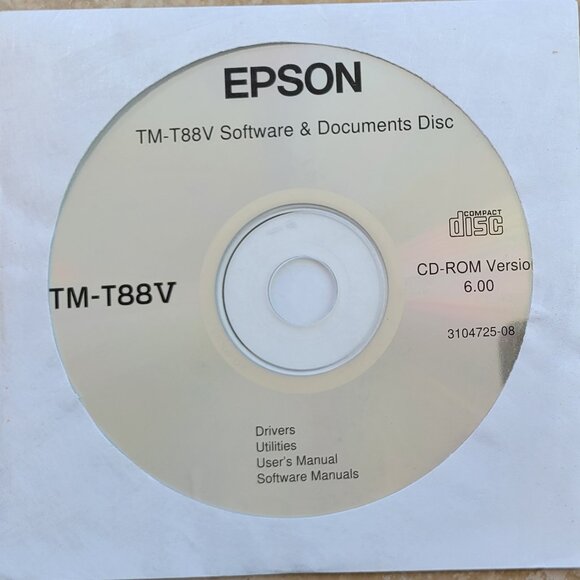 EPSON
TM-T88V Software & Documents Disc
COMPACT
disc
TM-T88V
CD-ROM Versio
6.00
3104725-08
Drivers
Utilities
User's Manual
Software Manuals